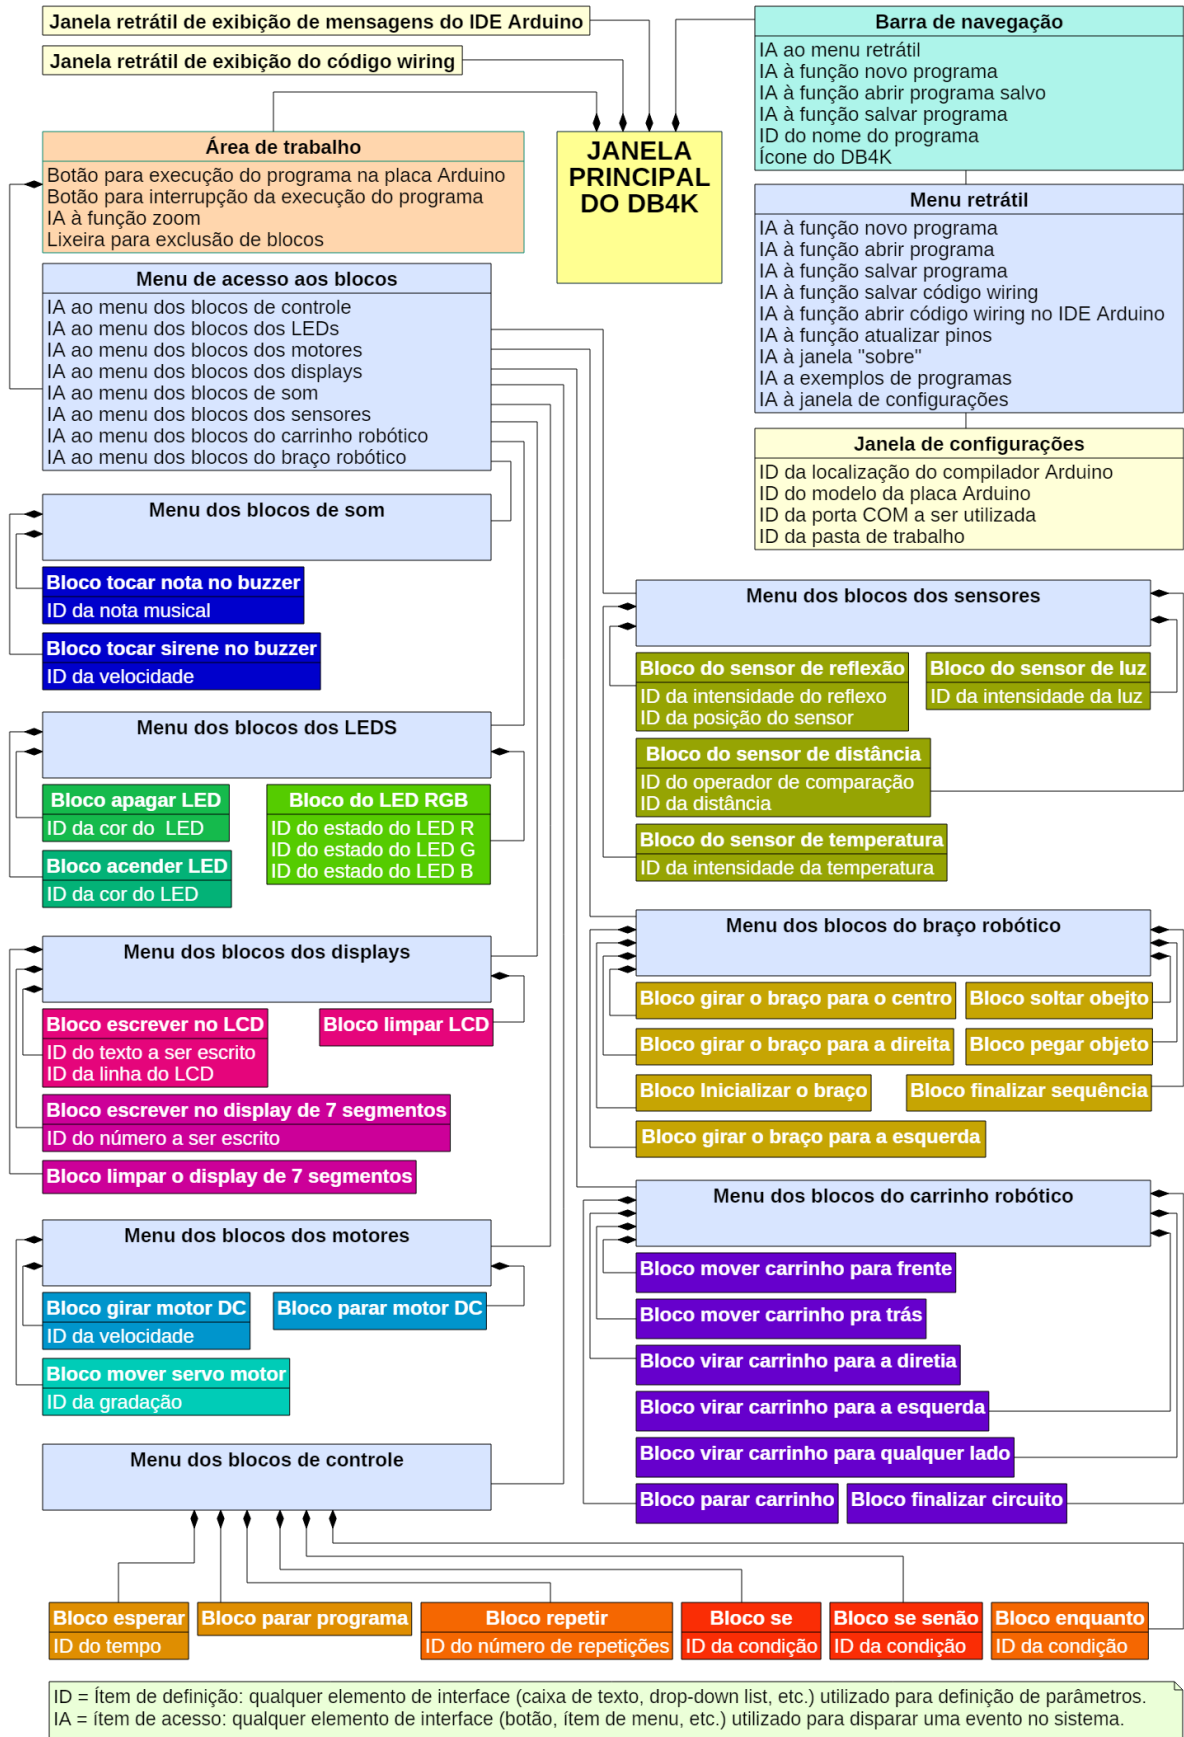 Janela retrátil de exibição de mensagens do IDE Arduino
Janela retrátil de exibição do código wiring
Barra de navegação
IA ao menu retrátil
IA à função novo programa
IA à função abrir programa salvo
IA à função salvar programa
ID do nome do programa
Ícone do DB4K
JANELA
PRINCIPAL
DO DB4K
Área de trabalho
Botão para execução do programa na placa Arduino
Botão para interrupção da execução do programa
IA à função zoom
Lixeira para exclusão de blocos
Menu retrátil
IA à função novo programa
IA à função abrir programa
IA à função salvar programa
IA à função salvar código wiring
IA à função abrir código wiring no IDE Arduino
IA à função atualizar pinos
IA à janela "sobre"
IA a exemplos de programas
IA à janela de configurações
Menu de acesso aos blocos
IA ao menu dos blocos de controle
IA ao menu dos blocos dos LEDs
IA ao menu dos blocos dos motores
IA ao menu dos blocos dos displays
IA ao menu dos blocos de som
IA ao menu dos blocos dos sensores
IA ao menu dos blocos do carrinho robótico
IA ao menu dos blocos do braço robótico
Janela de configurações
ID da localização do compilador Arduino
ID do modelo da placa Arduino
ID da porta COM a ser utilizada
ID da pasta de trabalho
Menu dos blocos de som
Bloco tocar nota no buzzer
ID da nota musical
Bloco tocar sirene no buzzer
ID da velocidade
Menu dos blocos dos sensores
Bloco do sensor de reflexão
ID da intensidade do reflexo
ID da posição do sensor
Bloco do sensor de luz
ID da intensidade da luz
Bloco do sensor de distância
ID do operador de comparação
ID da distância
Bloco do sensor de temperatura
ID da intensidade da temperatura
Menu dos blocos dos LEDS
Bloco apagar LED
ID da cor do  LED
Bloco do LED RGB
ID do estado do LED R
ID do estado do LED G
ID do estado do LED B
Bloco acender LED
ID da cor do LED
Menu dos blocos do braço robótico
Bloco girar o braço para o centro
Bloco soltar obejto
Bloco girar o braço para a direita
Bloco pegar objeto
Bloco Inicializar o braço
Bloco finalizar sequência
Bloco girar o braço para a esquerda
Menu dos blocos dos displays
Bloco escrever no LCD
ID do texto a ser escrito
ID da linha do LCD
Bloco limpar LCD
Bloco escrever no display de 7 segmentos
ID do número a ser escrito
Bloco limpar o display de 7 segmentos
Menu dos blocos do carrinho robótico
Bloco mover carrinho para frente
Bloco mover carrinho pra trás
Bloco virar carrinho para a diretia
Bloco virar carrinho para a esquerda
Bloco virar carrinho para qualquer lado
Bloco parar carrinho
Bloco finalizar circuito
Menu dos blocos dos motores
Bloco girar motor DC
ID da velocidade
Bloco parar motor DC
Bloco mover servo motor
ID da gradação
Menu dos blocos de controle
Bloco esperar
ID do tempo
Bloco parar programa
Bloco repetir
ID do número de repetições
Bloco se
ID da condição
Bloco se senão
ID da condição
Bloco enquanto
ID da condição
ID = Ítem de definição: qualquer elemento de interface (caixa de texto, drop-down list, etc.) utilizado para definição de parâmetros.
IA = ítem de acesso: qualquer elemento de interface (botão, ítem de menu, etc.) utilizado para disparar uma evento no sistema.